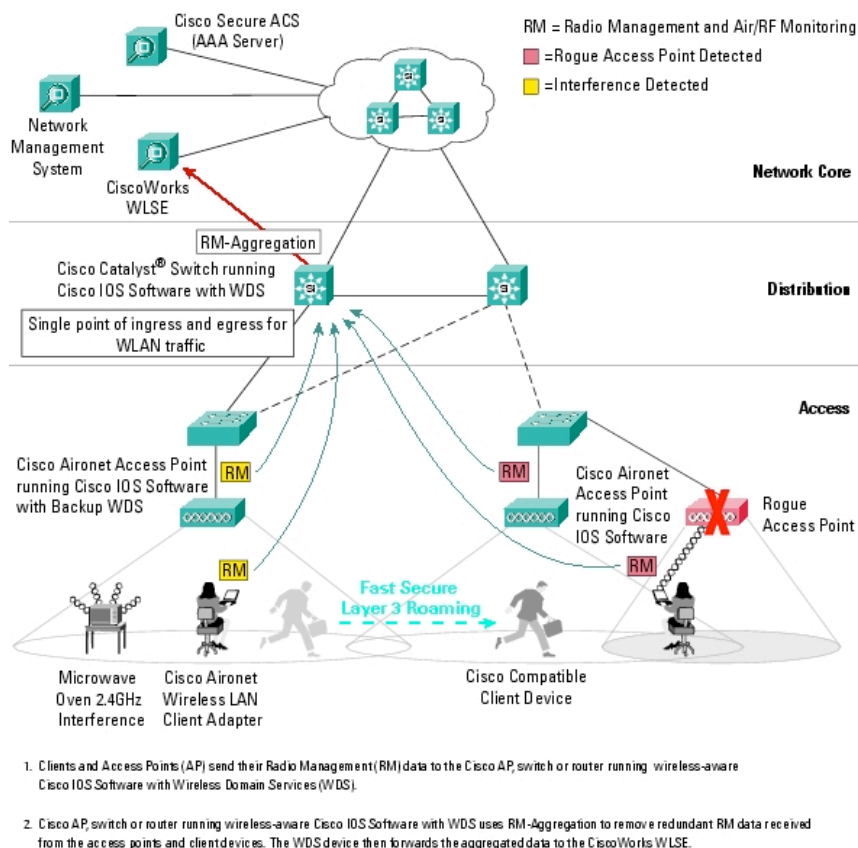 Cisco Secure ACS
(AAA Server)
RM = Radio Management and Air/RF Monitoring
=Rogue Access Point Detected
=Interference Detected
Network
Management
System
CiscoWorks
WLSE
Network Core
RM-Aggregation
Cisco Catalyst® Switch running
Cisco IOS Software with WDS
Si
Si
Distribution
Single point of ingress and egress for
WLAN traffic
Access
Cisco Aironet Access Point
running Cisco IOS Software
with Backup WDS
RM
RM
Cisco Aironet
Access Point
running Cisco
IOS Software
Rogue
Access Point
RM
RM
Fast Secure
Layer 3 Roaming
Microwave
Oven 2.4GHz
Interference
Cisco Aironet
Wireless LAN
Client Adapter
Cisco Compatible
Client Device
1. Clients and Access Points (AP) send their Radio Management (RM) data to the Cisco AP, switch or router running wireless-aware
Cisco IOS Software with Wireless Domain Services (WDS).
2. Cisco AP, switch or router running wireless-aware Cisco IOS Software with WDS uses RM-Aggregation to remove redundant RM data received
from the access points and client devices. The WDS device then forwards the aggregated data to the CiscoWorks WLSE.